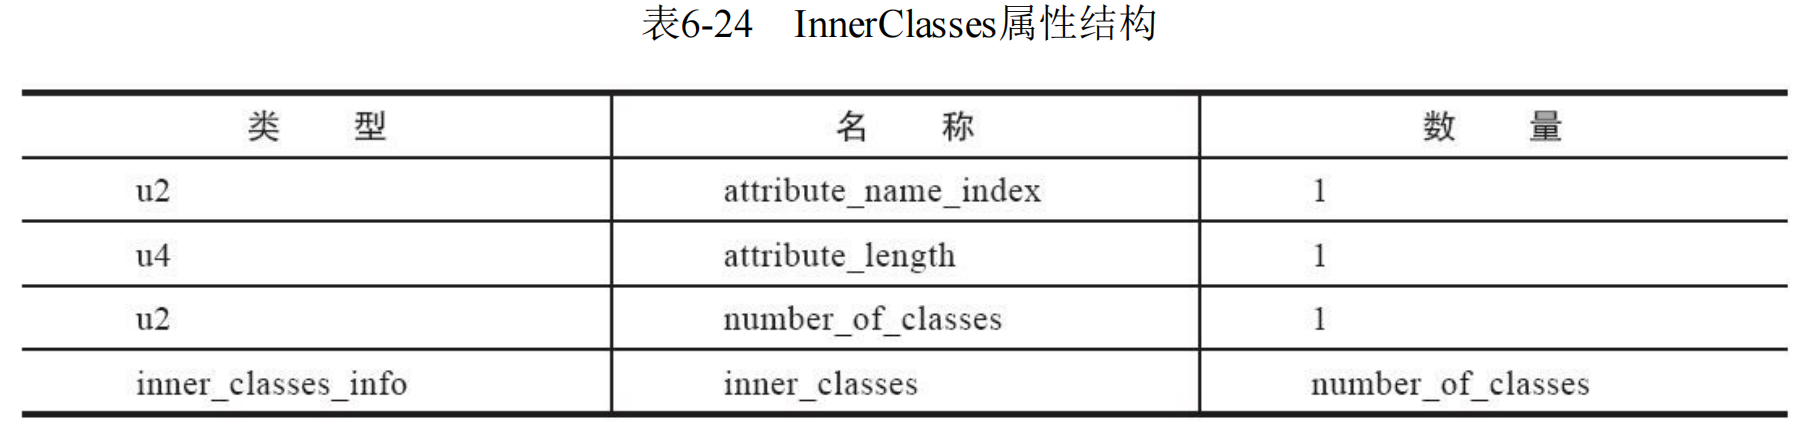 表6-24 InnerClasses属性结构
类 型 名 称 数 量
u2 attribute_name_index 1
u4 attribute_length 1
u2 number_of_classes 1
inner_classes_info inner_classes number_of_classes